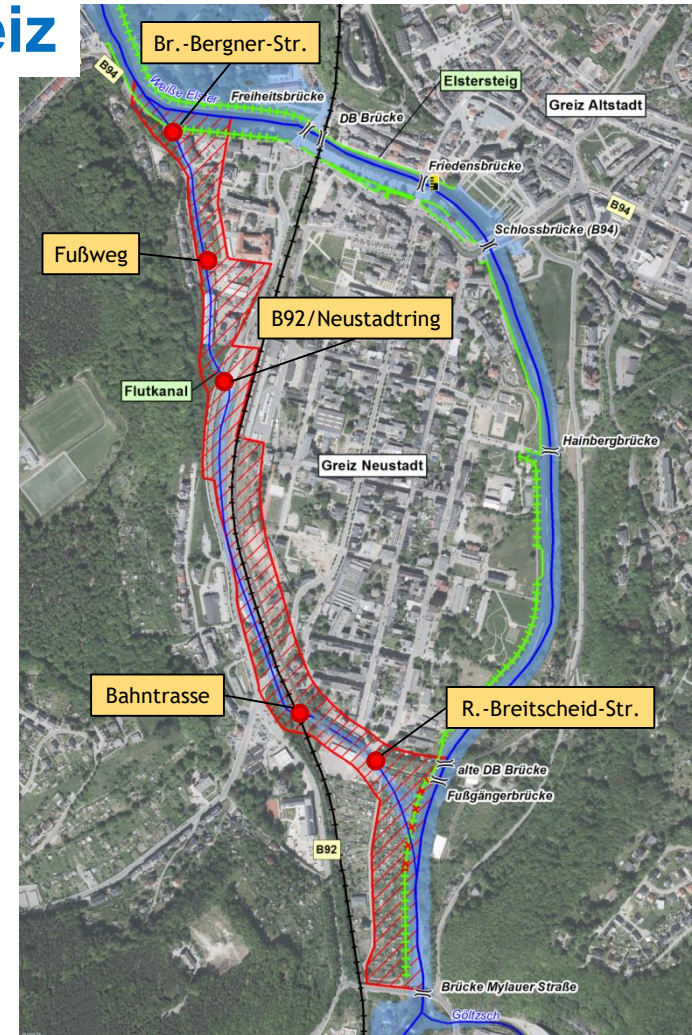 eiz
Br.-Bergner-Str.
B94
Weiße Elster
Freiheitsbrücke
Elstersteig
Greiz Altstadt
DB Brücke
Friedensbrücke
B94
Schlossbrücke (B94)
Fußweg
B92/Neustadtring
Flutkanal
Hainbergbrücke
Greiz Neustadt
Bahntrasse
R.-Breitscheid-Str.
alte DB Brücke
Fußgängerbrücke
B92
Brücke Mylauer Straße
Göltzsch